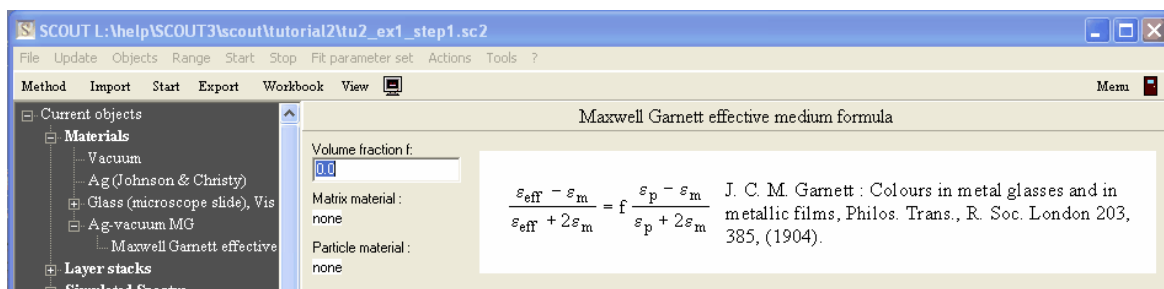 SCOUT L:\help\SCOUT3\scout\tutorial2\tu2_ex1_step1.sc2
File Update Objects Range Start Stop Fit parameter set Actions Tools ?
Method Import Start Export Workbook View Menu
Current objects
Materials
Vacuum
Ag (Johnson & Christy)
Glass (microscope slide), Vis
Ag-vacuum MG
Maxwell Garnett effective
Layer stacks
Simulated Spectra
Maxwell Garnett effective medium formula
Volume fraction f:
0.0
Matrix material :
none
Particle material :
none
(ε_eff − ε_m) / (ε_eff + 2ε_m) = f (ε_p − ε_m) / (ε_p + 2ε_m)
J. C. M. Garnett : Colours in metal glasses and in
metallic films, Philos. Trans., R. Soc. London 203,
385, (1904).